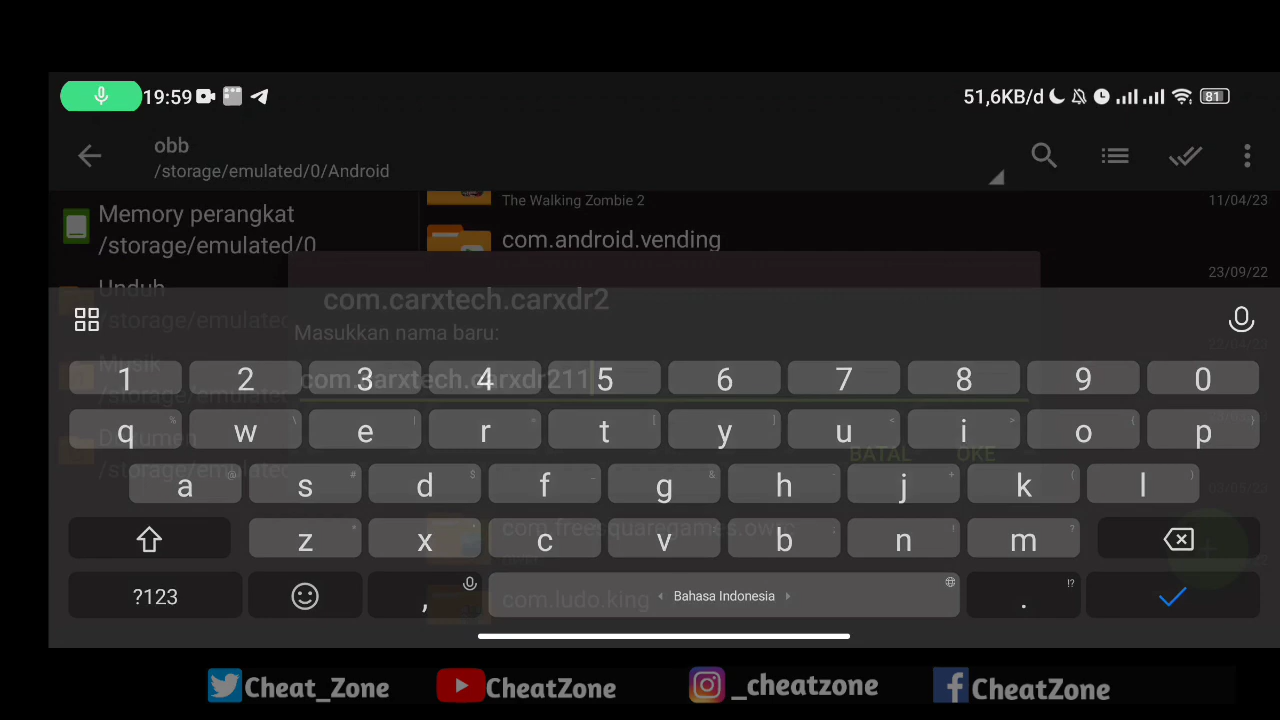 19:59
51,6KB/d
81
obb
/storage/emulated/0/Android
Memory perangkat
/storage/emulated/0
The Walking Zombie 2
11/04/23
com.android.vending
23/09/22
Unduh
/storage/emulated
com.carxtech.carxdr2
Masukkan nama baru:
Musik
com.carxtech.carxdr211
BATAL
OKE
com.ludo.king
1 2 3 4 5 6 7 8 9 0
q w e r t y u i o p
a s d f g h j k l
z x c v b n m
?123 , Bahasa Indonesia .
Cheat_Zone
CheatZone
_cheatzone
CheatZone